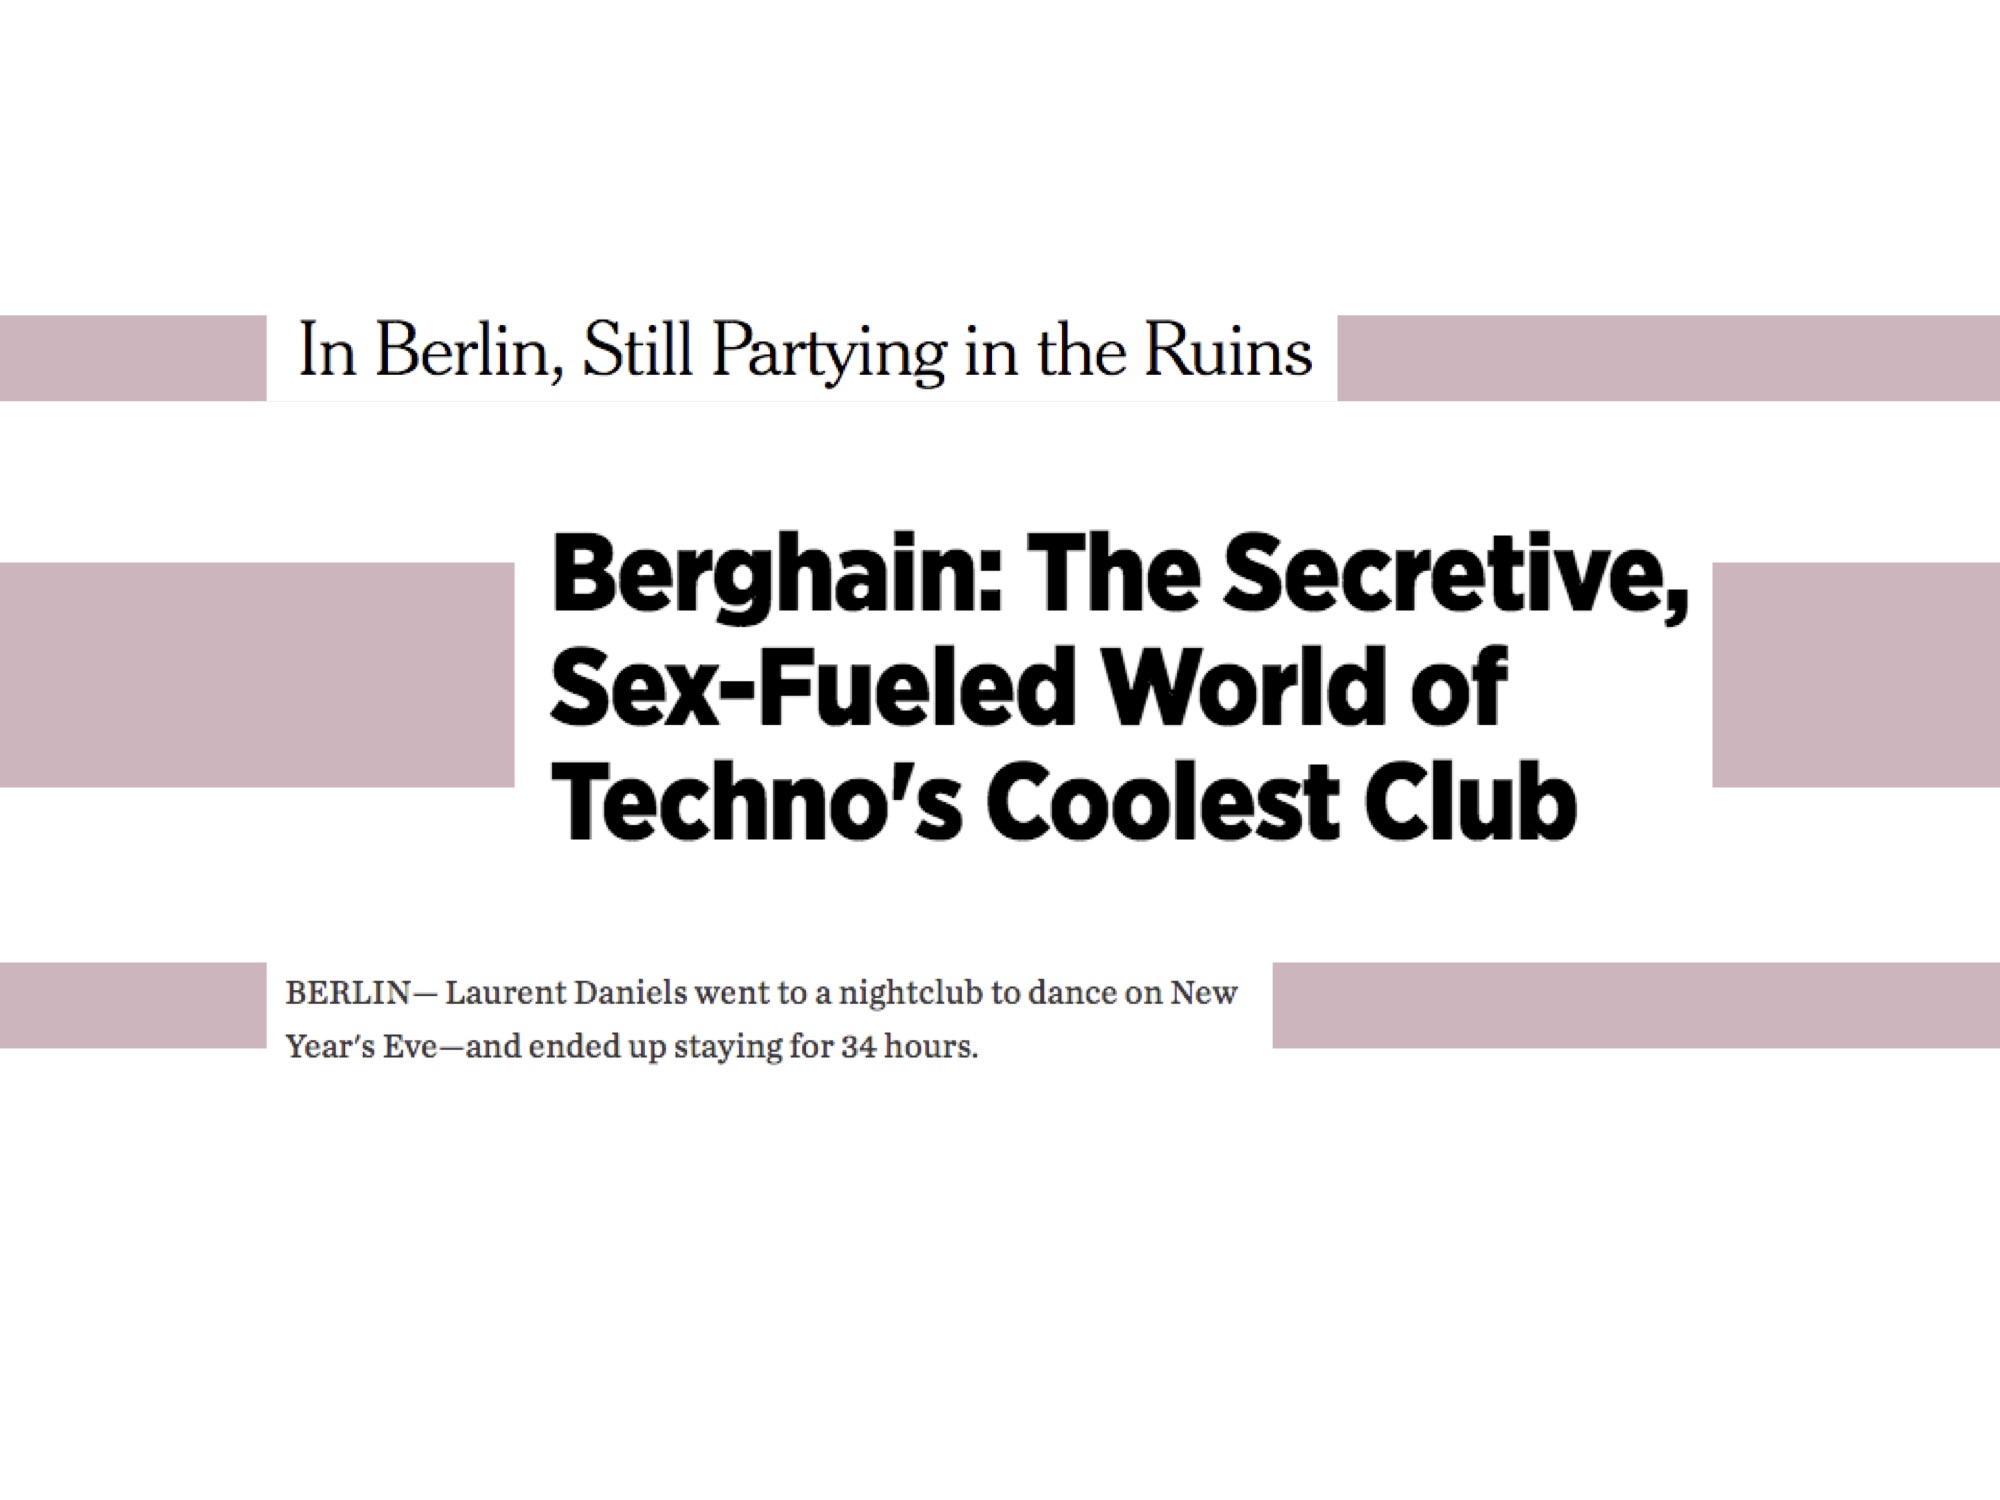 In Berlin, Still Partying in the Ruins
Berghain: The Secretive,
Sex-Fueled World of
Techno's Coolest Club
BERLIN— Laurent Daniels went to a nightclub to dance on New
Year's Eve—and ended up staying for 34 hours.